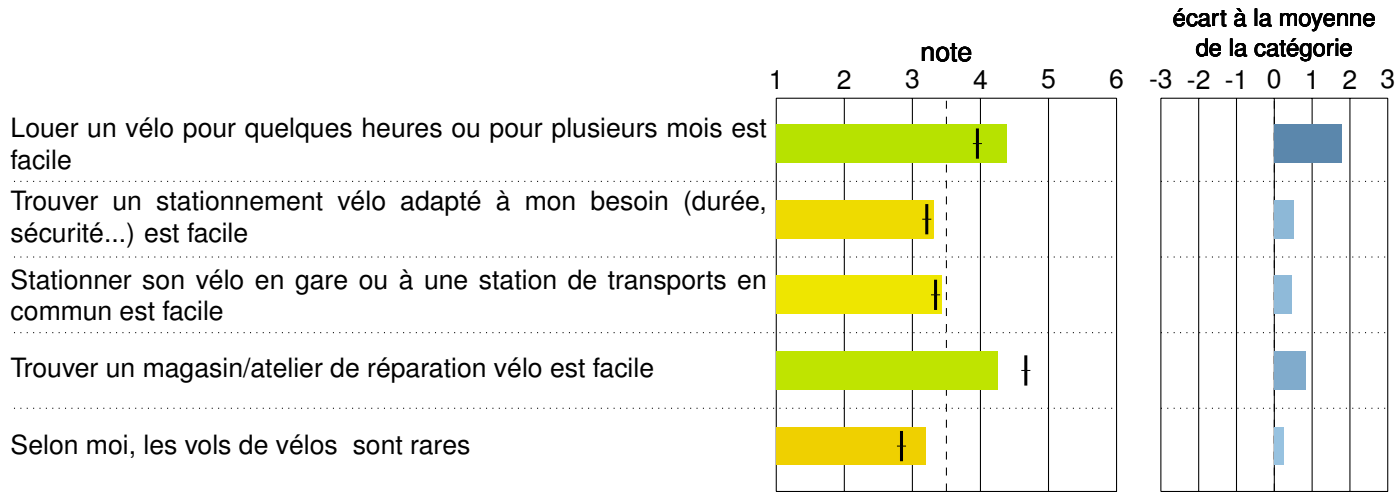 écart à la moyenne
de la catégorie
note
1 2 3 4 5 6
-3 -2 -1 0 1 2 3
Louer un vélo pour quelques heures ou pour plusieurs mois est
facile
Trouver un stationnement vélo adapté à mon besoin (durée,
sécurité...) est facile
Stationner son vélo en gare ou à une station de transports en
commun est facile
Trouver un magasin/atelier de réparation vélo est facile
Selon moi, les vols de vélos sont rares